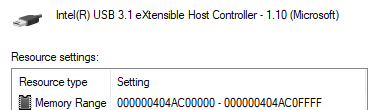 Intel(R) USB 3.1 eXtensible Host Controller - 1.10 (Microsoft)
Resource settings:
Resource type Setting
Memory Range 000000404AC00000 - 000000404AC0FFFF